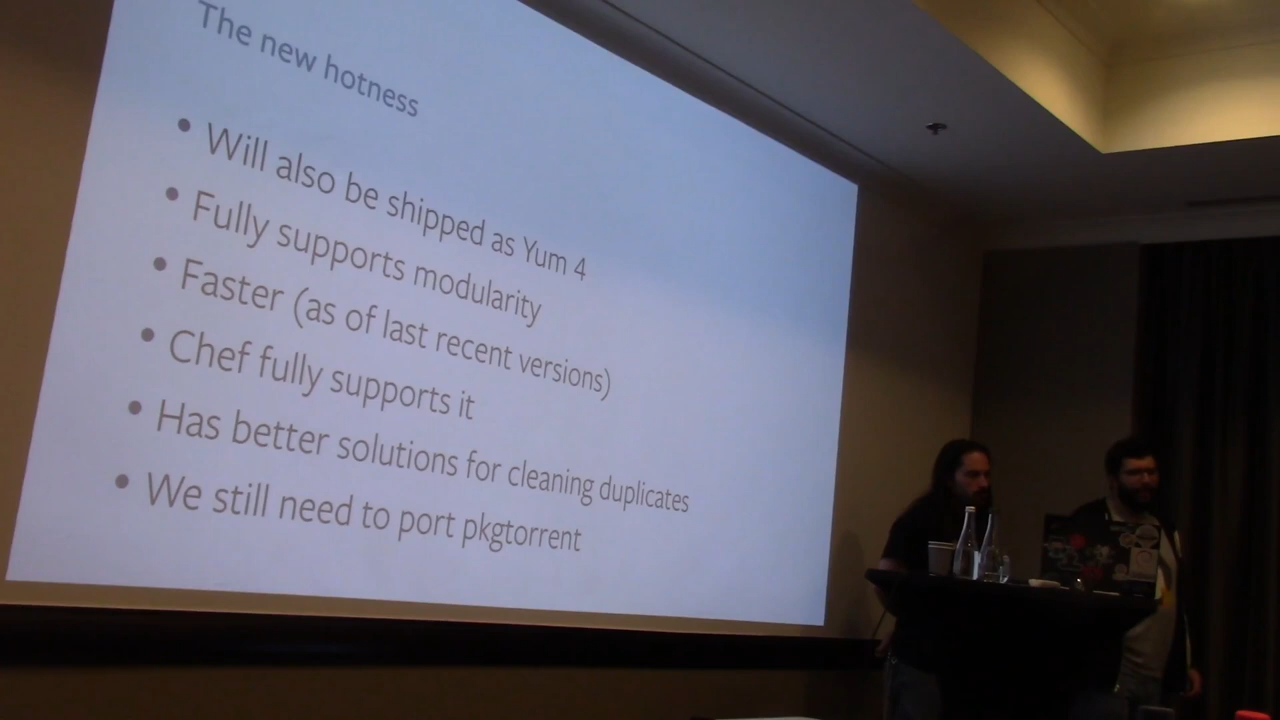 The new hotness
• Will also be shipped as Yum 4
• Fully supports modularity
• Faster (as of last recent versions)
• Chef fully supports it
• Has better solutions for cleaning duplicates
• We still need to port pkgtorrent